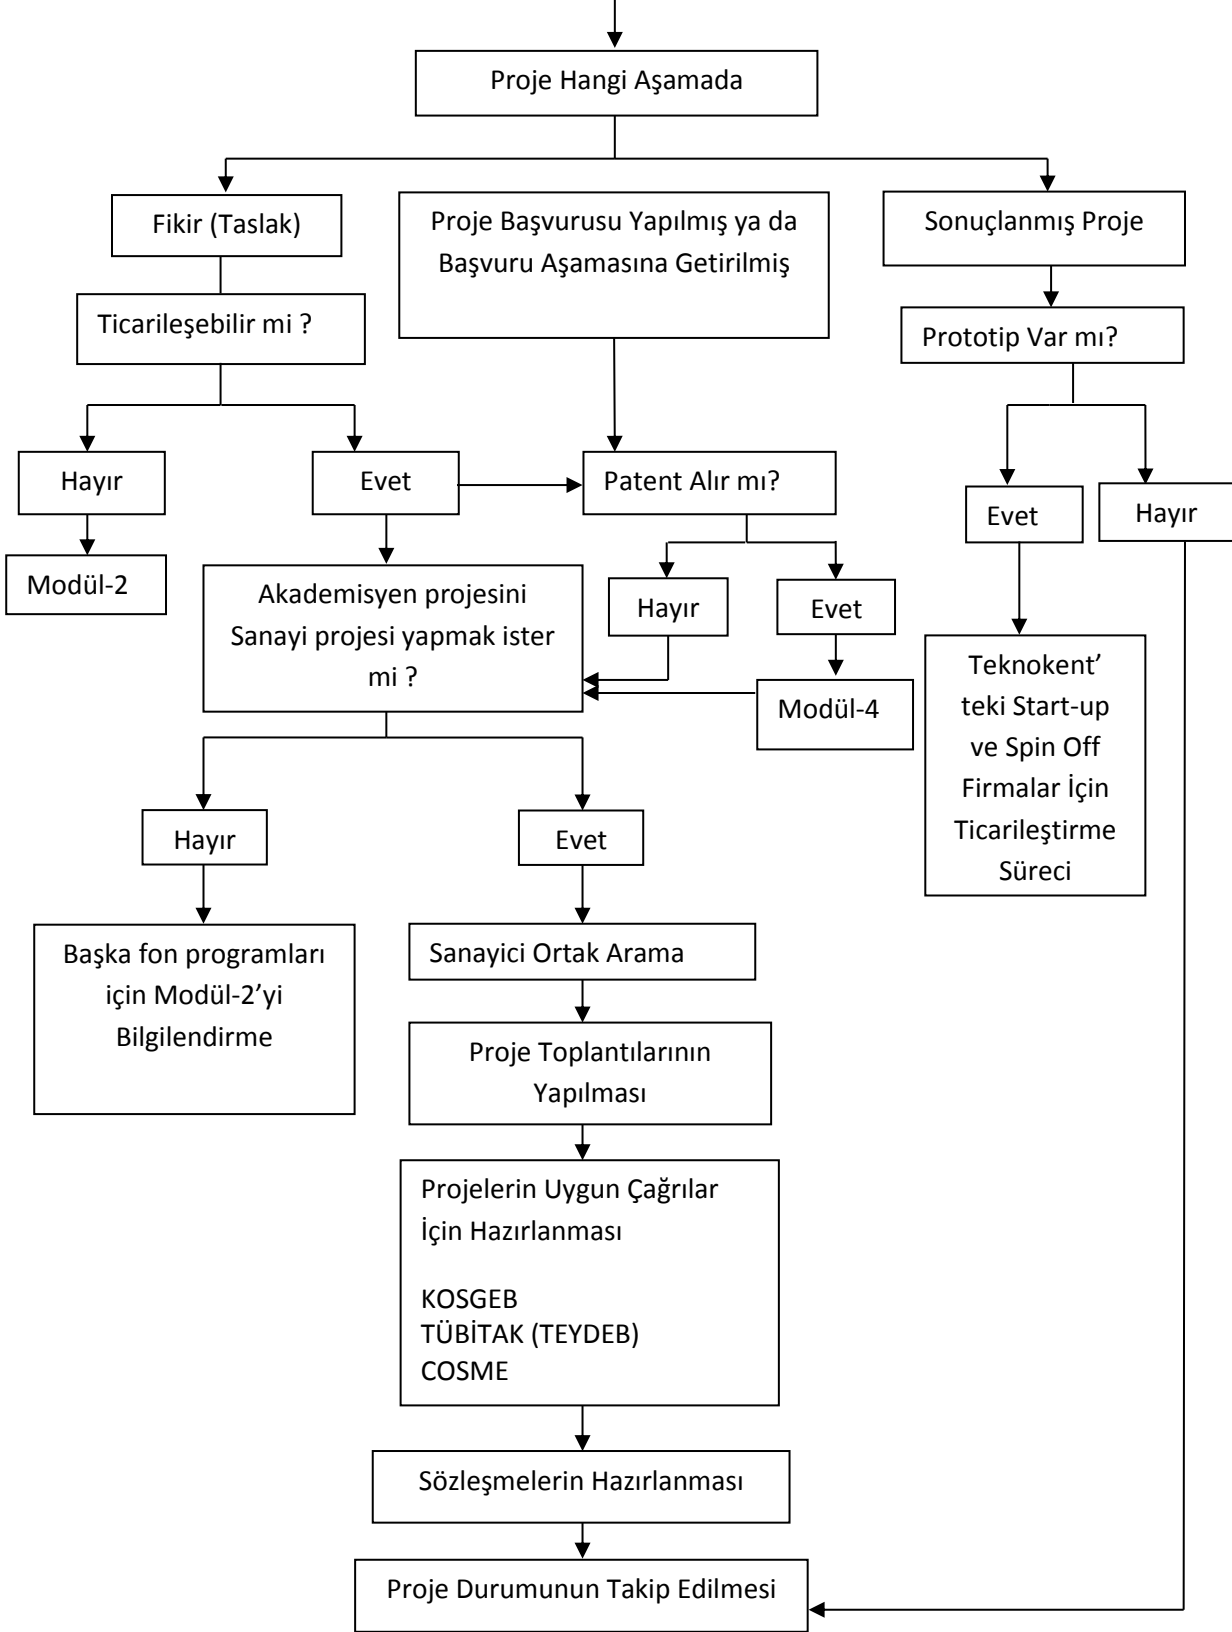 Proje Hangi Aşamada
Fikir (Taslak)
Proje Başvurusu Yapılmış ya da
Başvuru Aşamasına Getirilmiş
Sonuçlanmış Proje
Ticarileşebilir mi ?
Prototip Var mı?
Hayır
Evet
Patent Alır mı?
Evet
Hayır
Modül-2
Akademisyen projesini
Sanayi projesi yapmak ister
mi ?
Hayır
Evet
Modül-4
Teknokent’
teki Start-up
ve Spin Off
Firmalar İçin
Ticarileştirme
Süreci
Hayır
Evet
Başka fon programları
için Modül-2’yi
Bilgilendirme
Sanayici Ortak Arama
Proje Toplantılarının
Yapılması
Projelerin Uygun Çağrılar
İçin Hazırlanması
KOSGEB
TÜBİTAK (TEYDEB)
COSME
Sözleşmelerin Hazırlanması
Proje Durumunun Takip Edilmesi